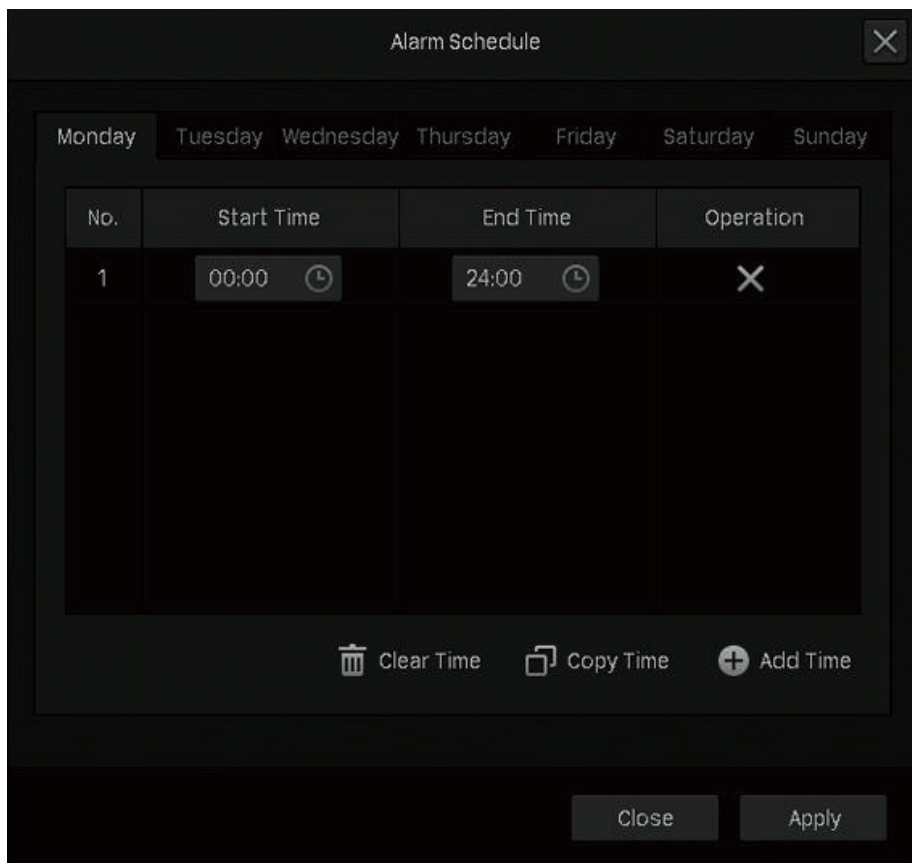 Alarm Schedule
Monday Tuesday Wednesday Thursday Friday Saturday Sunday
No. Start Time End Time Operation
1 00:00 24:00
Clear Time Copy Time Add Time
Close Apply